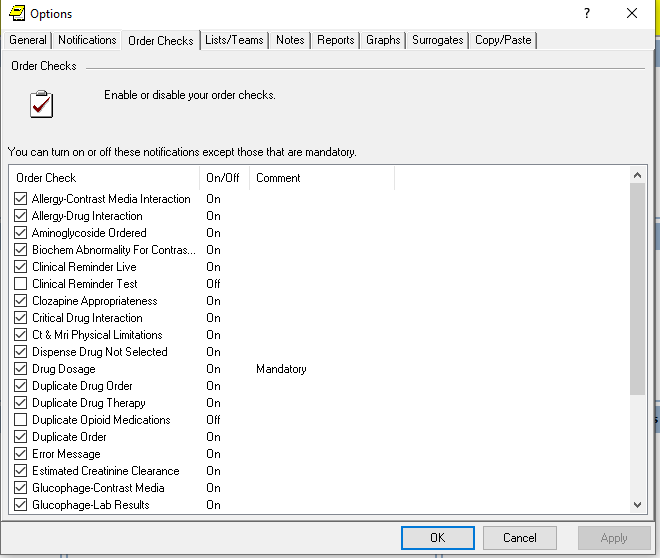 Options
?
General Notifications Order Checks Lists/Teams Notes Reports Graphs Surrogates Copy/Paste
Order Checks
Enable or disable your order checks.
You can turn on or off these notifications except those that are mandatory.
Order Check On/Off Comment
Allergy-Contrast Media Interaction On
Allergy-Drug Interaction On
Aminoglycoside Ordered On
Biochem Abnormality For Contras... On
Clinical Reminder Live On
Clinical Reminder Test Off
Clozapine Appropriateness On
Critical Drug Interaction On
Ct & Mri Physical Limitations On
Dispense Drug Not Selected On
Drug Dosage On Mandatory
Duplicate Drug Order On
Duplicate Drug Therapy On
Duplicate Opioid Medications Off
Duplicate Order On
Error Message On
Estimated Creatinine Clearance On
Glucophage-Contrast Media On
Glucophage-Lab Results On
OK Cancel Apply